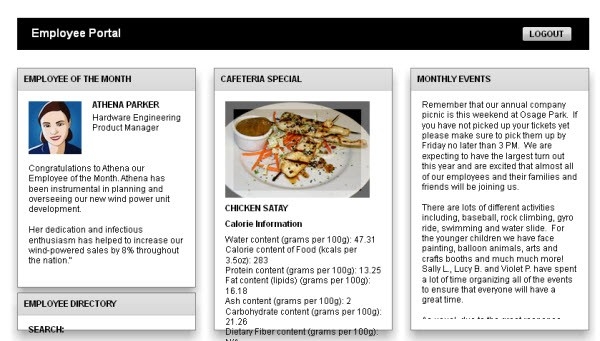 Employee Portal
LOGOUT
EMPLOYEE OF THE MONTH
ATHENA PARKER
Hardware Engineering
Product Manager
Congratulations to Athena our
Employee of the Month. Athena has
been instrumental in planning and
overseeing our new wind power unit
development.
Her dedication and infectious
enthusiasm has helped to increase our
wind-powered sales by 8% throughout
the nation."
EMPLOYEE DIRECTORY
SEARCH:
CAFETERIA SPECIAL
CHICKEN SATAY
Calorie Information
Water content (grams per 100g): 47.31
Calorie content of Food (kcals per
3.5oz): 283
Protein content (grams per 100g): 13.25
Fat content (lipids) (grams per 100g):
16.18
Ash content (grams per 100g): 2
Carbohydrate content (grams per 100g):
21.26
Dietary Fiber content (grams per 100g):
MONTHLY EVENTS
Remember that our annual company
picnic is this weekend at Osage Park. If
you have not picked up your tickets yet
please make sure to pick them up by
Friday no later than 3 PM. We are
expecting to have the largest turn out
this year and are excited that almost all
of our employees and their families and
friends will be joining us.
There are lots of different activities
including, baseball, rock climbing, gyro
ride, swimming and water slide. For
the younger children we have face
painting, balloon animals, arts and
crafts booths and much much more!
Sally L., Lucy B. and Violet P. have spent
a lot of time organizing all of the events
to ensure that everyone will have a
great time.